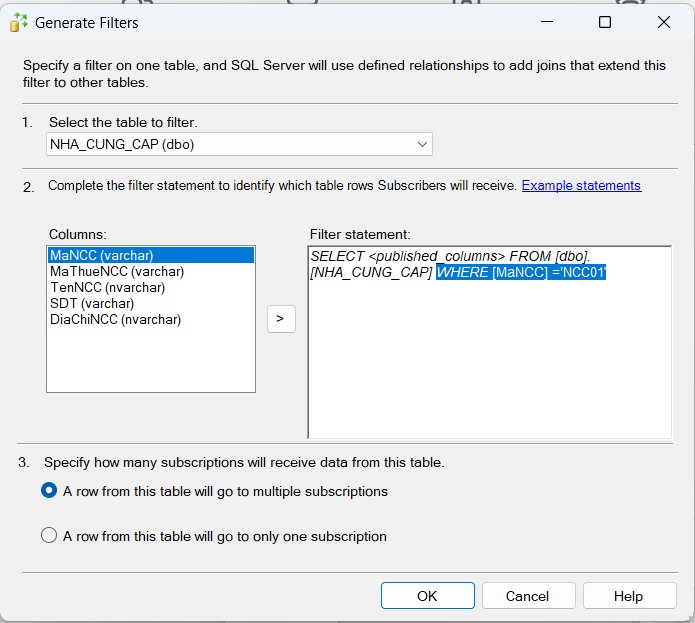 Generate Filters
Specify a filter on one table, and SQL Server will use defined relationships to add joins that extend this
filter to other tables.
1. Select the table to filter.
NHA_CUNG_CAP (dbo)
2. Complete the filter statement to identify which table rows Subscribers will receive. Example statements
Columns:
MaNCC (varchar)
MaThueNCC (varchar)
TenNCC (nvarchar)
SDT (varchar)
DiaChiNCC (nvarchar)
>
Filter statement:
SELECT <published_columns> FROM [dbo].
[NHA_CUNG_CAP] WHERE [MaNCC] ='NCC01'
3. Specify how many subscriptions will receive data from this table.
A row from this table will go to multiple subscriptions
A row from this table will go to only one subscription
OK
Cancel
Help